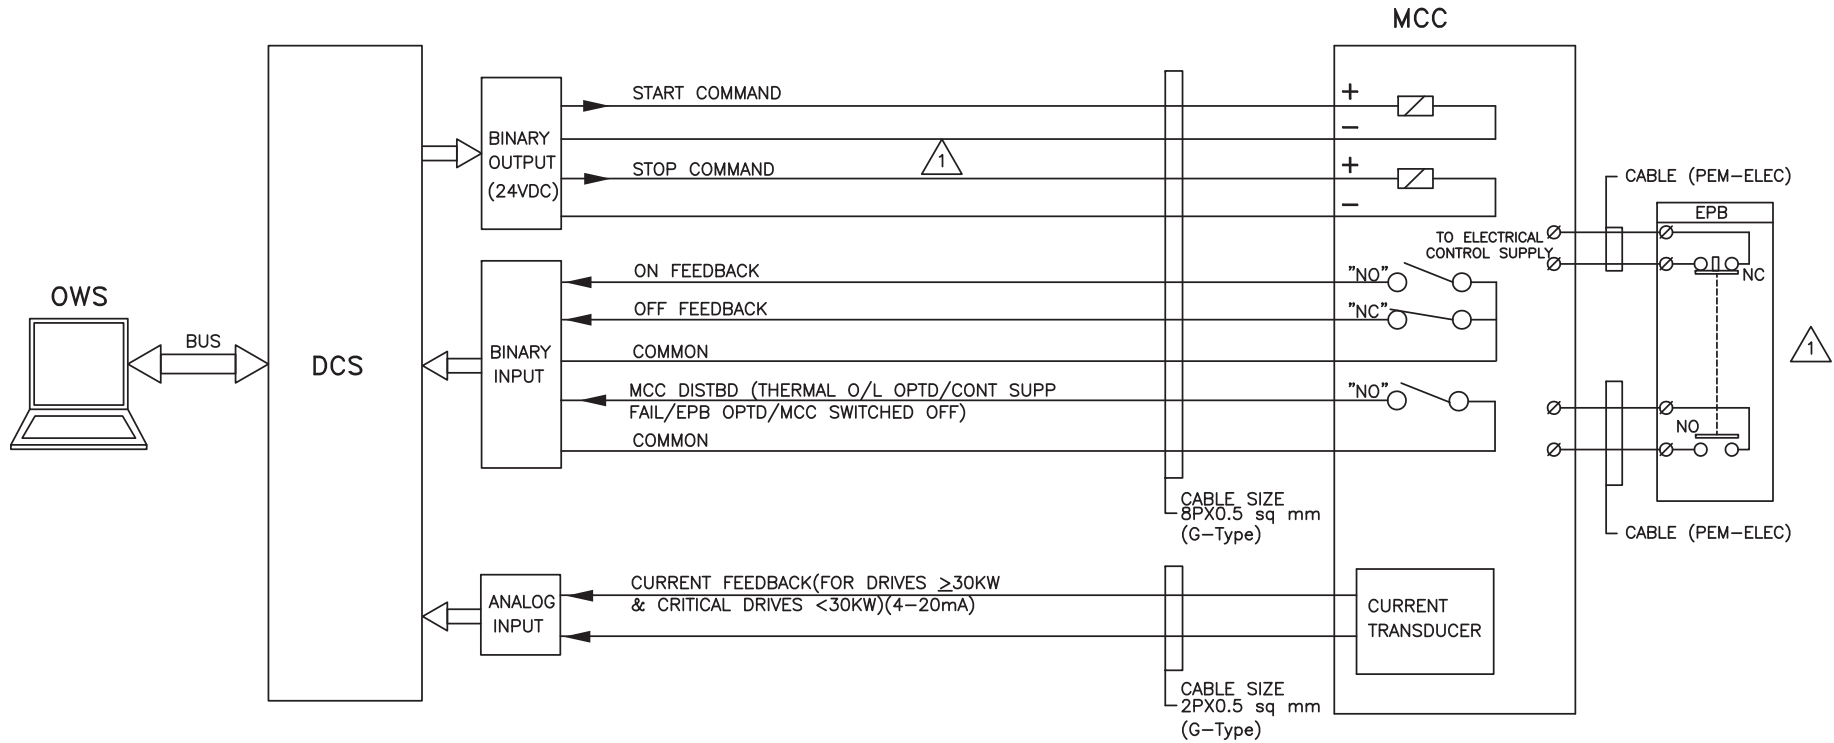 MCC
START COMMAND
+
BINARY
OUTPUT
(24VDC)
−
1
STOP COMMAND
+
−
CABLE (PEM−ELEC)
EPB
TO ELECTRICAL
CONTROL SUPPLY
ON FEEDBACK
"NO"
NC
OFF FEEDBACK
"NC"
OWS
BUS
DCS
BINARY
INPUT
COMMON
1
MCC DISTBD (THERMAL O/L OPTD/CONT SUPP
FAIL/EPB OPTD/MCC SWITCHED OFF)
"NO"
NO
COMMON
CABLE SIZE
8PX0.5 sq mm
(G−Type)
CABLE (PEM−ELEC)
ANALOG
INPUT
CURRENT FEEDBACK(FOR DRIVES ≥30KW
& CRITICAL DRIVES <30KW)(4−20mA)
CURRENT
TRANSDUCER
CABLE SIZE
2PX0.5 sq mm
(G−Type)